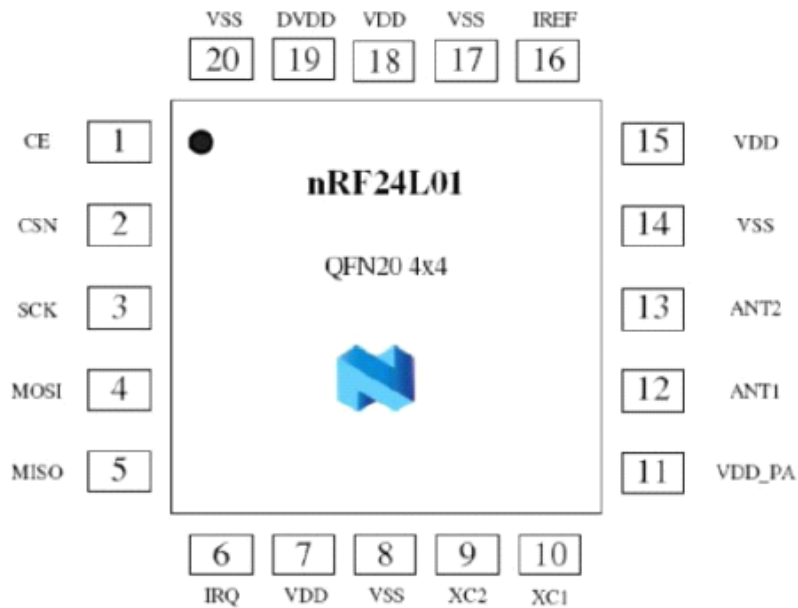 VSS DVDD VDD VSS IREF
20 19 18 17 16
CE 1 15 VDD
nRF24L01
CSN 2 14 VSS
QFN20 4x4
SCK 3 13 ANT2
MOSI 4 12 ANT1
MISO 5 11 VDD_PA
6 7 8 9 10
IRQ VDD VSS XC2 XC1